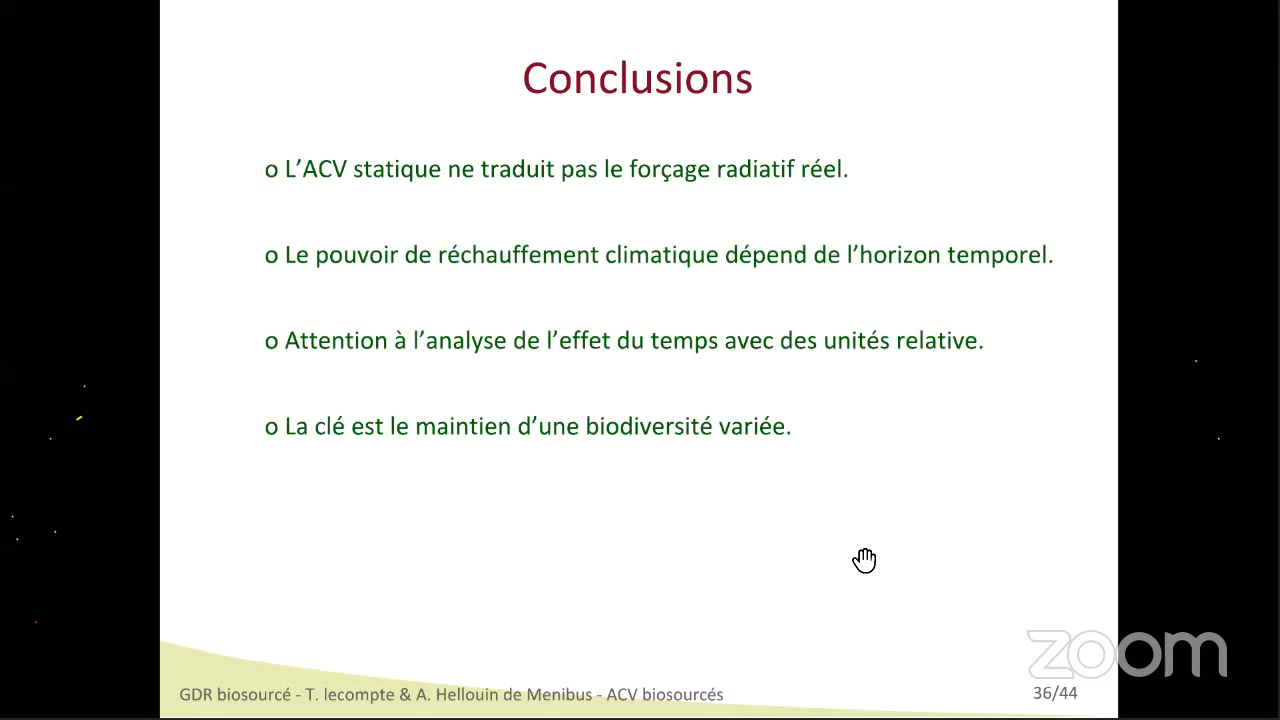 Conclusions
o L’ACV statique ne traduit pas le forçage radiatif réel.
o Le pouvoir de réchauffement climatique dépend de l’horizon temporel.
o Attention à l’analyse de l’effet du temps avec des unités relative.
o La clé est le maintien d’une biodiversité variée.
zoom
GDR biosourcé - T. lecompte & A. Hellouin de Menibus - ACV biosourcés
36/44